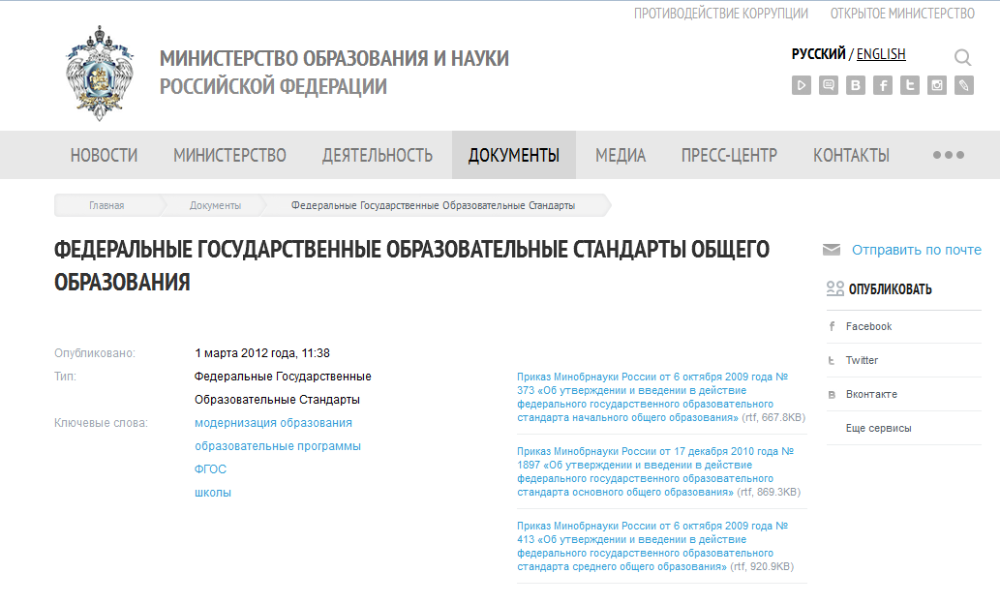 ПРОТИВОДЕЙСТВИЕ КОРРУПЦИИ ОТКРЫТОЕ МИНИСТЕРСТВО
МИНИСТЕРСТВО ОБРАЗОВАНИЯ И НАУКИ
РОССИЙСКОЙ ФЕДЕРАЦИИ
РУССКИЙ / ENGLISH
НОВОСТИ МИНИСТЕРСТВО ДЕЯТЕЛЬНОСТЬ ДОКУМЕНТЫ МЕДИА ПРЕСС-ЦЕНТР КОНТАКТЫ
Главная Документы Федеральные Государственные Образовательные Стандарты
ФЕДЕРАЛЬНЫЕ ГОСУДАРСТВЕННЫЕ ОБРАЗОВАТЕЛЬНЫЕ СТАНДАРТЫ ОБЩЕГО
ОБРАЗОВАНИЯ
Опубликовано: 1 марта 2012 года, 11:38
Тип: Федеральные Государственные
Образовательные Стандарты
Ключевые слова: модернизация образования
образовательные программы
ФГОС
школы
Приказ Минобрнауки России от 6 октября 2009 года №
373 «Об утверждении и введении в действие
федерального государственного образовательного
стандарта начального общего образования» (rtf, 667.8KB)
Приказ Минобрнауки России от 17 декабря 2010 года №
1897 «Об утверждении и введении в действие
федерального государственного образовательного
стандарта основного общего образования» (rtf, 869.3KB)
Приказ Минобрнауки России от 6 октября 2009 года №
413 «Об утверждении и введении в действие
федерального государственного образовательного
стандарта среднего общего образования» (rtf, 920.9KB)
Отправить по почте
ОПУБЛИКОВАТЬ
Facebook
Twitter
Вконтакте
Еще сервисы